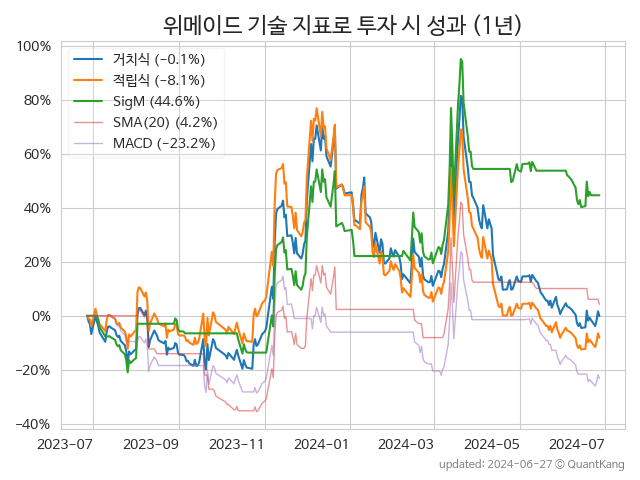 위메이드 기술 지표로 투자 시 성과 (1년)
100%
80%
60%
40%
20%
0%
−20%
−40%
거치식 (−0.1%)
적립식 (−8.1%)
SigM (44.6%)
SMA(20) (4.2%)
MACD (−23.2%)
2023-07
2023-09
2023-11
2024-01
2024-03
2024-05
2024-07
updated: 2024-06-27 © QuantKang